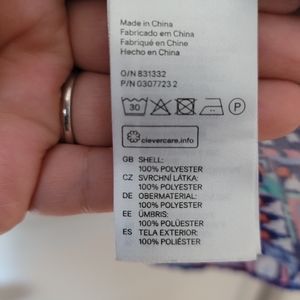 Made in China
Fabricado em China
Fabriqué en Chine
Hecho en China
O/N 831332
P/N 0307723 2
30
P
clevercare.info
GB SHELL:
100% POLYESTER
CZ SVRCHNÍ LÁTKA:
100% POLYESTER
DE OBERMATERIAL:
100% POLYESTER
EE ÜMBRIS:
100% POLÜESTER
ES TELA EXTERIOR:
100% POLIÉSTER